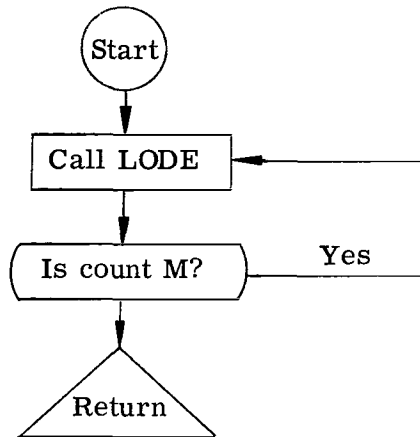 Start
Call LODE
Is count M?
Yes
Return